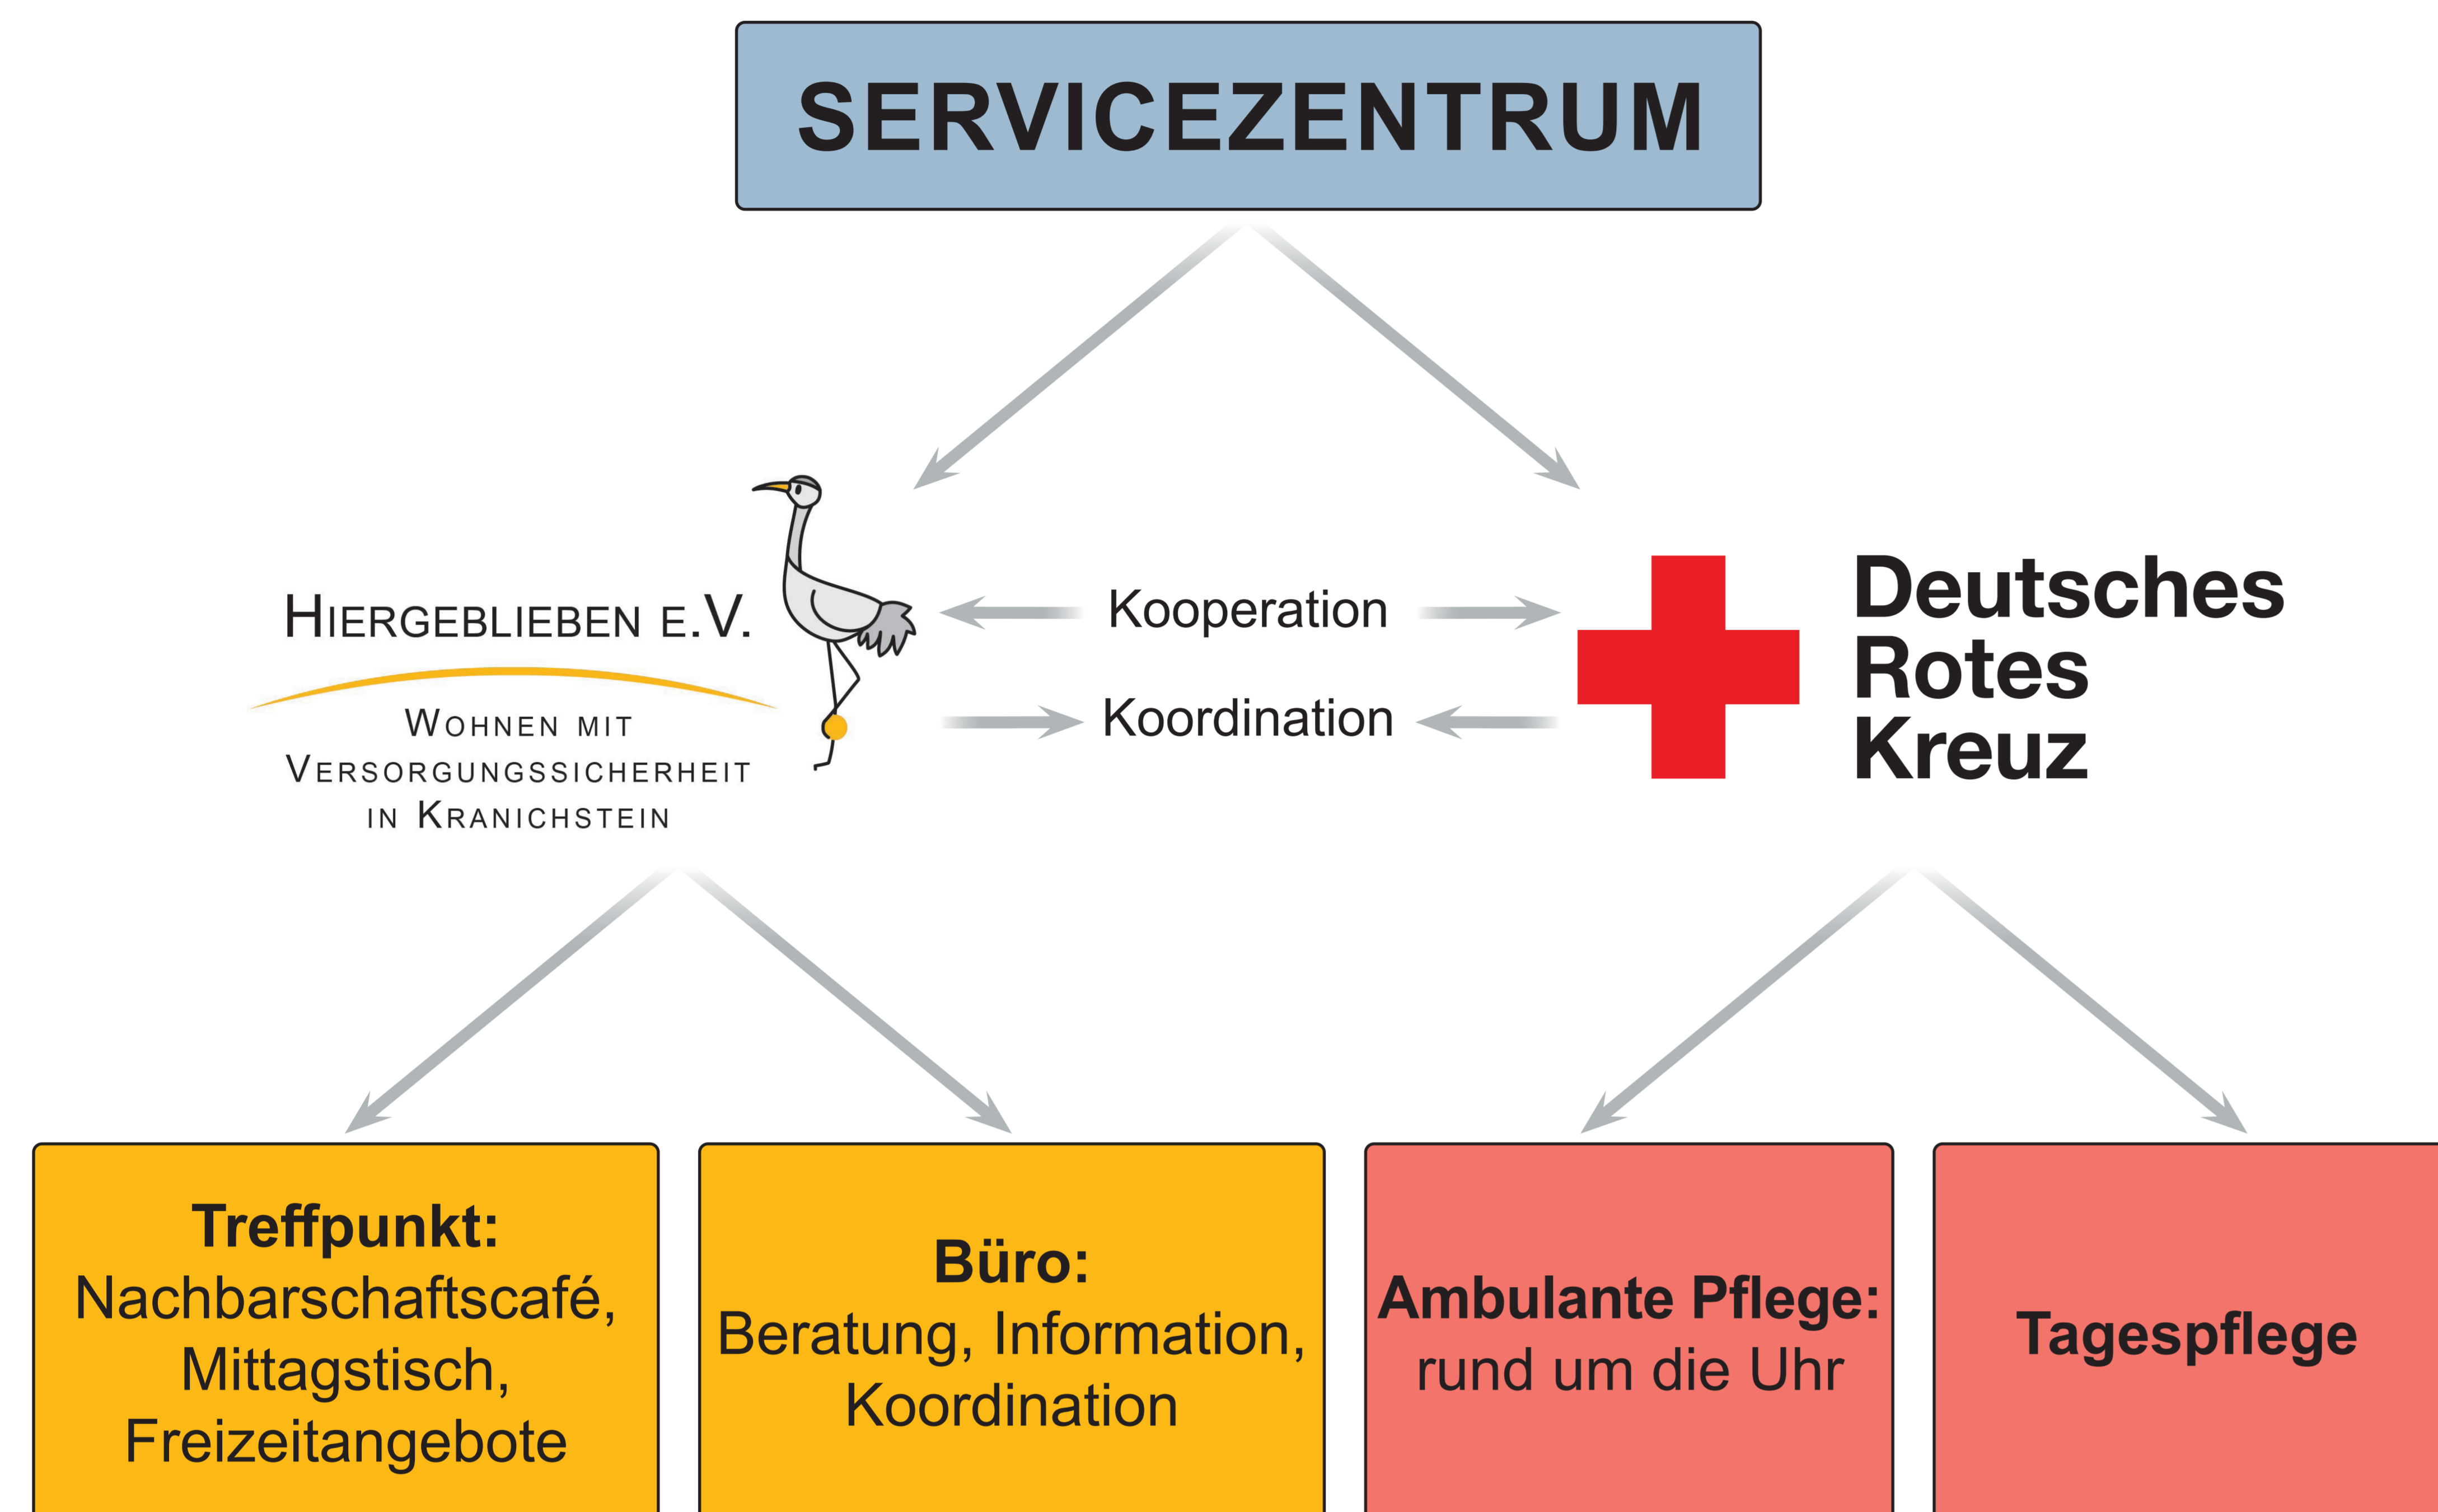 SERVICEZENTRUM
HIERGEBLIEBEN E.V.
WOHNEN MIT
VERSORGUNGSSICHERHEIT
IN KRANICHSTEIN
Kooperation
Koordination
Deutsches
Rotes
Kreuz
Treffpunkt:
Nachbarschaftscafé,
Mittagstisch,
Freizeitangebote
Büro:
Beratung, Information,
Koordination
Ambulante Pflege:
rund um die Uhr
Tagespflege